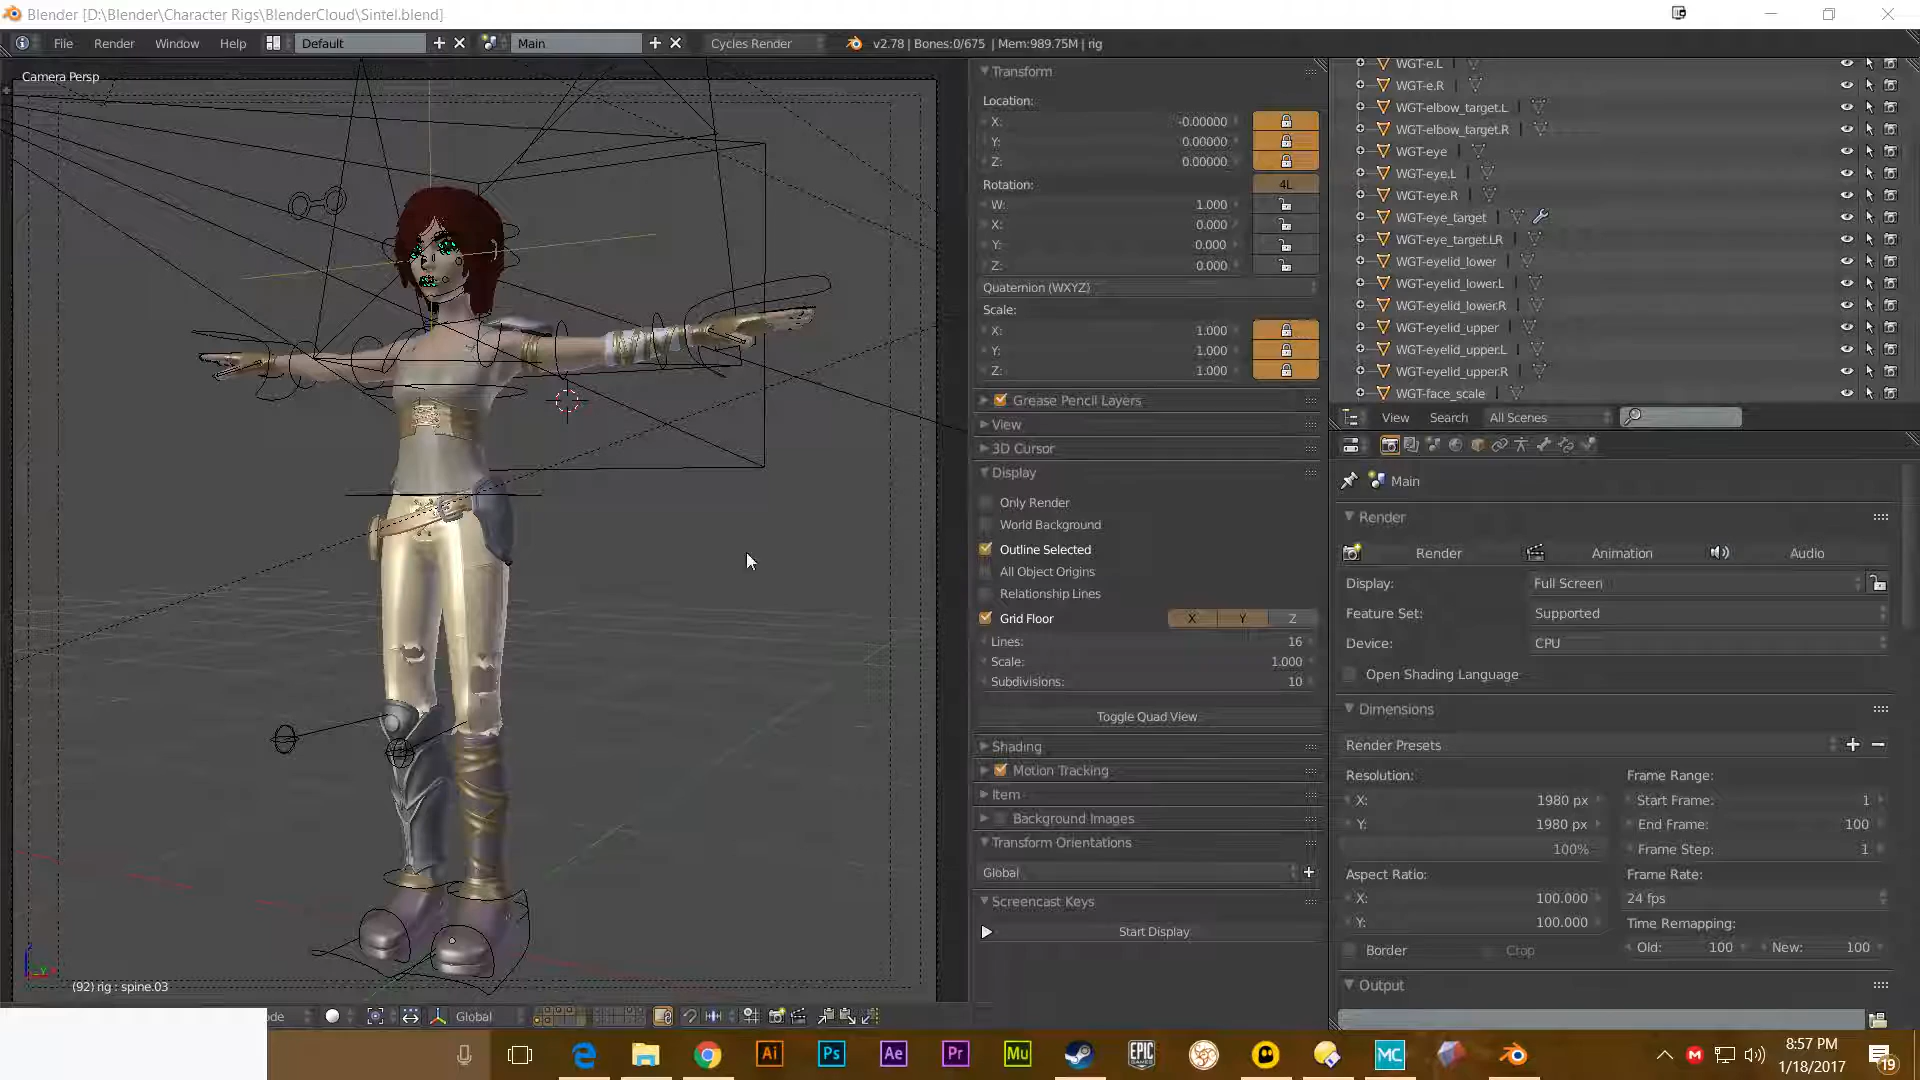 Blender [D:\Blender\Character Rigs\BlenderCloud\Sintel.blend]
File Render Window Help Default Main Cycles Render v2.78 | Bones:0/675 | Mem:989.75M | rig
Camera Persp
(92) rig : spine.03
ode Global
Transform
Location:
X: -0.00000
Y: 0.00000
Z: 0.00000
Rotation: 4L
W: 1.000
X: 0.000
Y: 0.000
Z: 0.000
Quaternion (WXYZ)
Scale:
X: 1.000
Y: 1.000
Z: 1.000
Grease Pencil Layers
View
3D Cursor
Display
Only Render
World Background
Outline Selected
All Object Origins
Relationship Lines
Grid Floor X Y Z
Lines: 16
Scale: 1.000
Subdivisions: 10
Toggle Quad View
Shading
Motion Tracking
Item
Background Images
Transform Orientations
Global
Screencast Keys
Start Display
WGT-e.L
WGT-e.R
WGT-elbow_target.L
WGT-elbow_target.R
WGT-eye
WGT-eye.L
WGT-eye.R
WGT-eye_target
WGT-eye_target.LR
WGT-eyelid_lower
WGT-eyelid_lower.L
WGT-eyelid_lower.R
WGT-eyelid_upper
WGT-eyelid_upper.L
WGT-eyelid_upper.R
WGT-face_scale
View Search All Scenes
Main
Render
Render Animation Audio
Display: Full Screen
Feature Set: Supported
Device: CPU
Open Shading Language
Dimensions
Render Presets
Resolution: Frame Range:
X: 1980 px Start Frame: 1
Y: 1980 px End Frame: 100
100% Frame Step: 1
Aspect Ratio: Frame Rate:
X: 100.000 24 fps
Y: 100.000 Time Remapping:
Border Crop Old: 100 New: 100
Output
Ai Ps Ae Pr Mu EPIC GAMES MC M
8:57 PM
1/18/2017
19